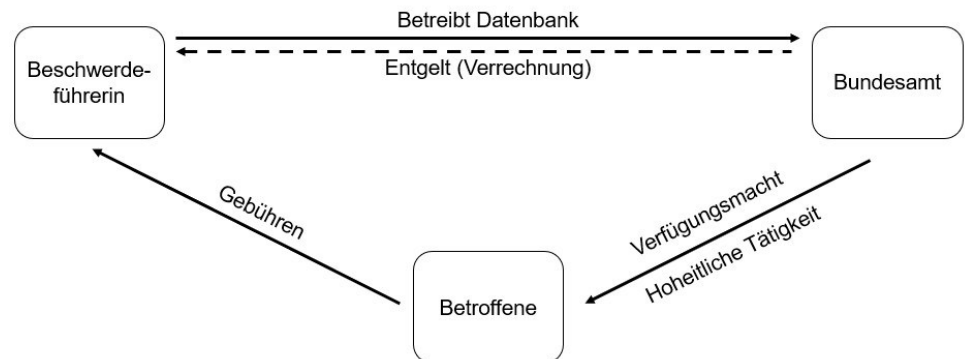 Betreibt Datenbank
Beschwerde-
führerin
Entgelt (Verrechnung)
Bundesamt
Gebühren
Verfügungsmacht
Hoheitliche Tätigkeit
Betroffene